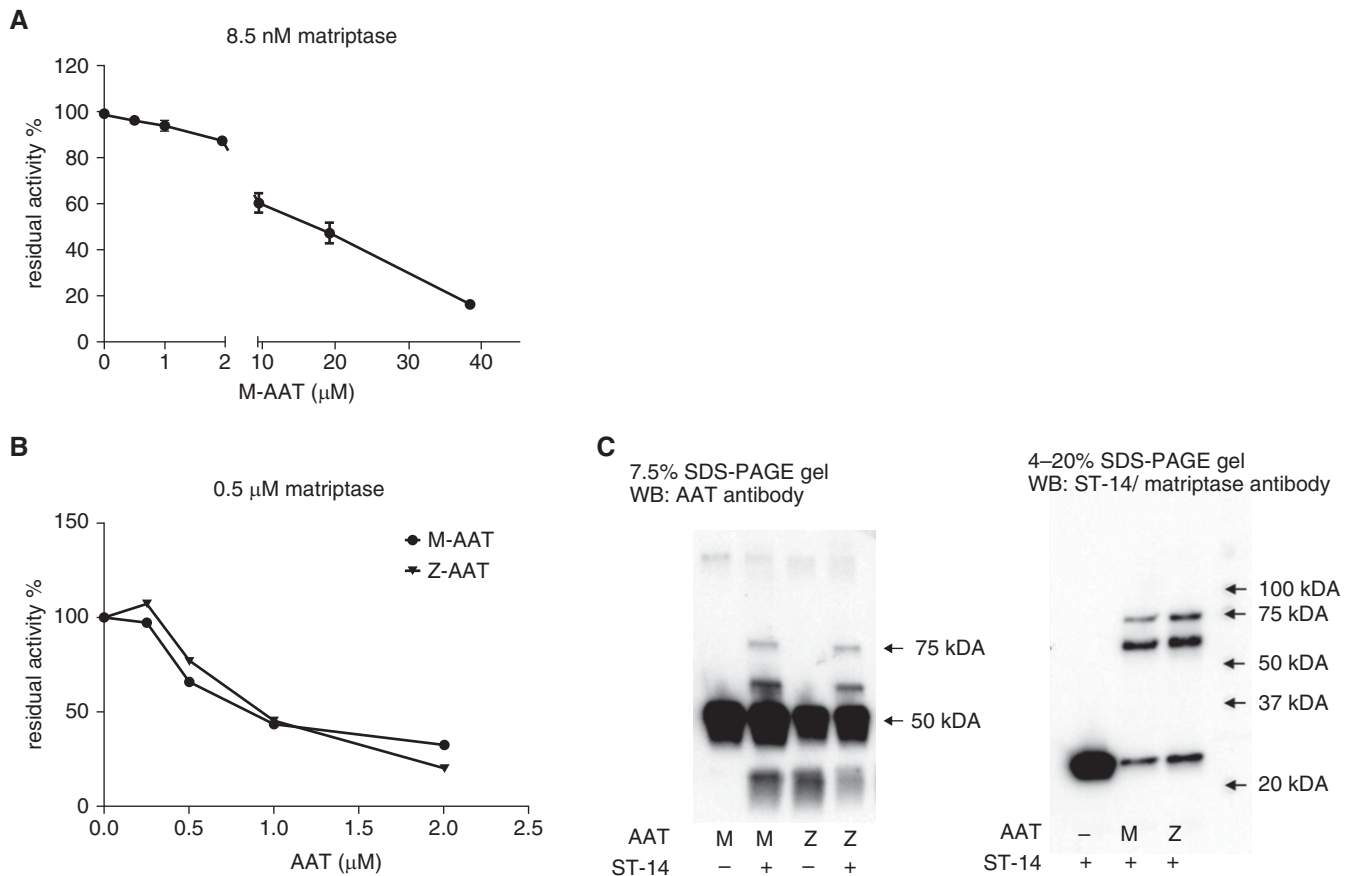 A
8.5 nM matriptase
120
100
80
60
40
20
0
residual activity %
0 1 2 10 20 30 40
M-AAT (μM)
B
0.5 μM matriptase
150
100
50
0
residual activity %
M-AAT
Z-AAT
0.0 0.5 1.0 1.5 2.0 2.5
AAT (μM)
C
7.5% SDS-PAGE gel
WB: AAT antibody
75 kDA
50 kDA
AAT M M Z Z
ST-14 – + – +
4–20% SDS-PAGE gel
WB: ST-14/ matriptase antibody
100 kDA
75 kDA
50 kDA
37 kDA
20 kDA
AAT – M Z
ST-14 + + +